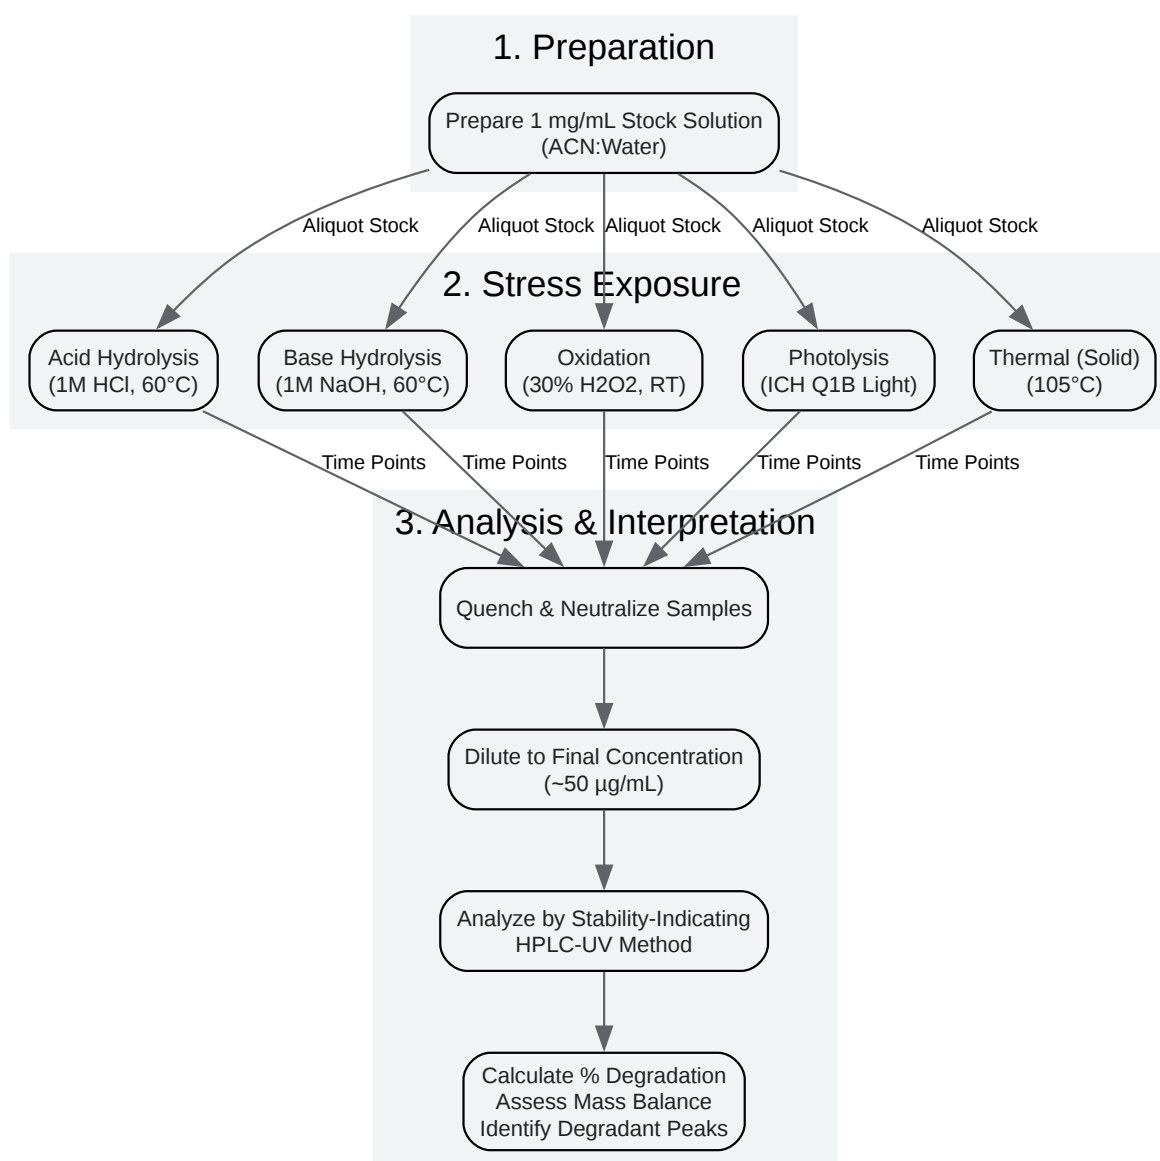 1. Preparation
Prepare 1 mg/mL Stock Solution
(ACN:Water)
Aliquot Stock
Aliquot Stock
Aliquot Stock
Aliquot Stock
Aliquot Stock
2. Stress Exposure
Acid Hydrolysis
(1M HCl, 60°C)
Base Hydrolysis
(1M NaOH, 60°C)
Oxidation
(30% H2O2, RT)
Photolysis
(ICH Q1B Light)
Thermal (Solid)
(105°C)
Time Points
Time Points
Time Points
Time Points
Time Points
3. Analysis & Interpretation
Quench & Neutralize Samples
Dilute to Final Concentration
(~50 µg/mL)
Analyze by Stability-Indicating
HPLC-UV Method
Calculate % Degradation
Assess Mass Balance
Identify Degradant Peaks